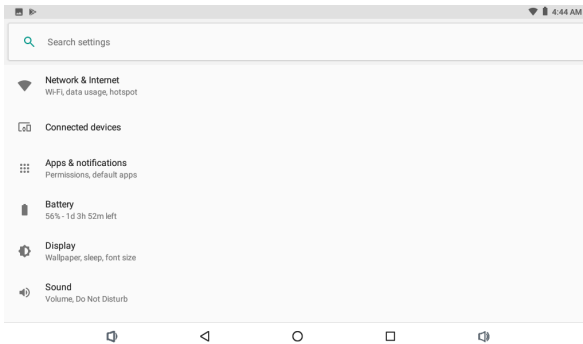 4:44 AM
Search settings
Network & Internet
Wi-Fi, data usage, hotspot
Connected devices
Apps & notifications
Permissions, default apps
Battery
56% - 1d 3h 52m left
Display
Wallpaper, sleep, font size
Sound
Volume, Do Not Disturb